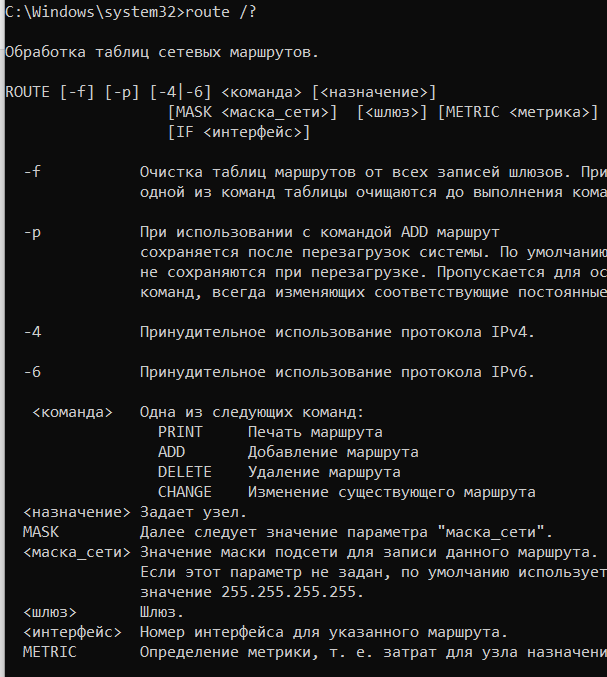 C:\Windows\system32>route /?
Обработка таблиц сетевых маршрутов.
ROUTE [-f] [-p] [-4|-6] <команда> [<назначение>]
[MASK <маска_сети>] [<шлюз>] [METRIC <метрика>]
[IF <интерфейс>]
-f Очистка таблиц маршрутов от всех записей шлюзов. При
одной из команд таблицы очищаются до выполнения кома
-p При использовании с командой ADD маршрут
сохраняется после перезагрузок системы. По умолчанию
не сохраняются при перезагрузке. Пропускается для ос
команд, всегда изменяющих соответствующие постоянные
-4 Принудительное использование протокола IPv4.
-6 Принудительное использование протокола IPv6.
<команда> Одна из следующих команд:
PRINT Печать маршрута
ADD Добавление маршрута
DELETE Удаление маршрута
CHANGE Изменение существующего маршрута
<назначение> Задает узел.
MASK Далее следует значение параметра "маска_сети".
<маска_сети> Значение маски подсети для записи данного маршрута.
Если этот параметр не задан, по умолчанию использует
значение 255.255.255.255.
<шлюз> Шлюз.
<интерфейс> Номер интерфейса для указанного маршрута.
METRIC Определение метрики, т. е. затрат для узла назначени